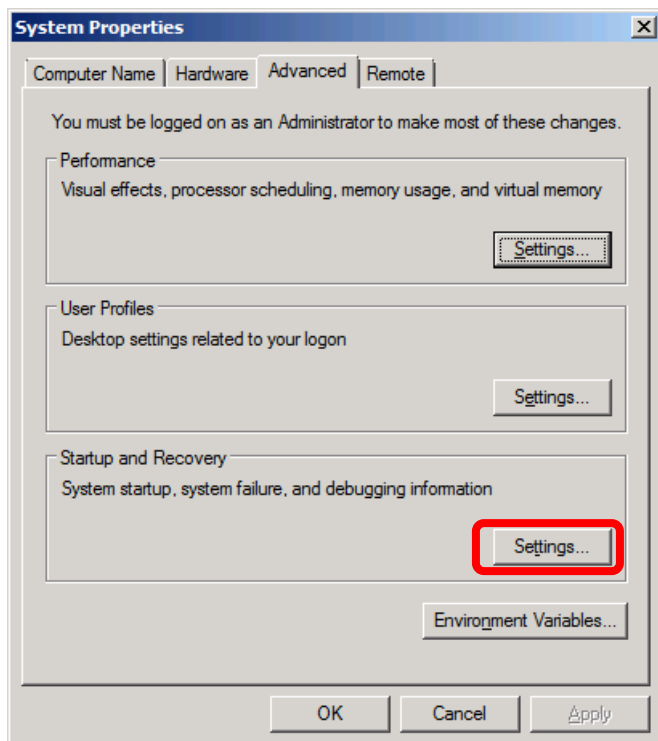 System Properties
Computer Name Hardware Advanced Remote
You must be logged on as an Administrator to make most of these changes.
Performance
Visual effects, processor scheduling, memory usage, and virtual memory
Settings...
User Profiles
Desktop settings related to your logon
Settings...
Startup and Recovery
System startup, system failure, and debugging information
Settings...
Environment Variables...
OK Cancel Apply